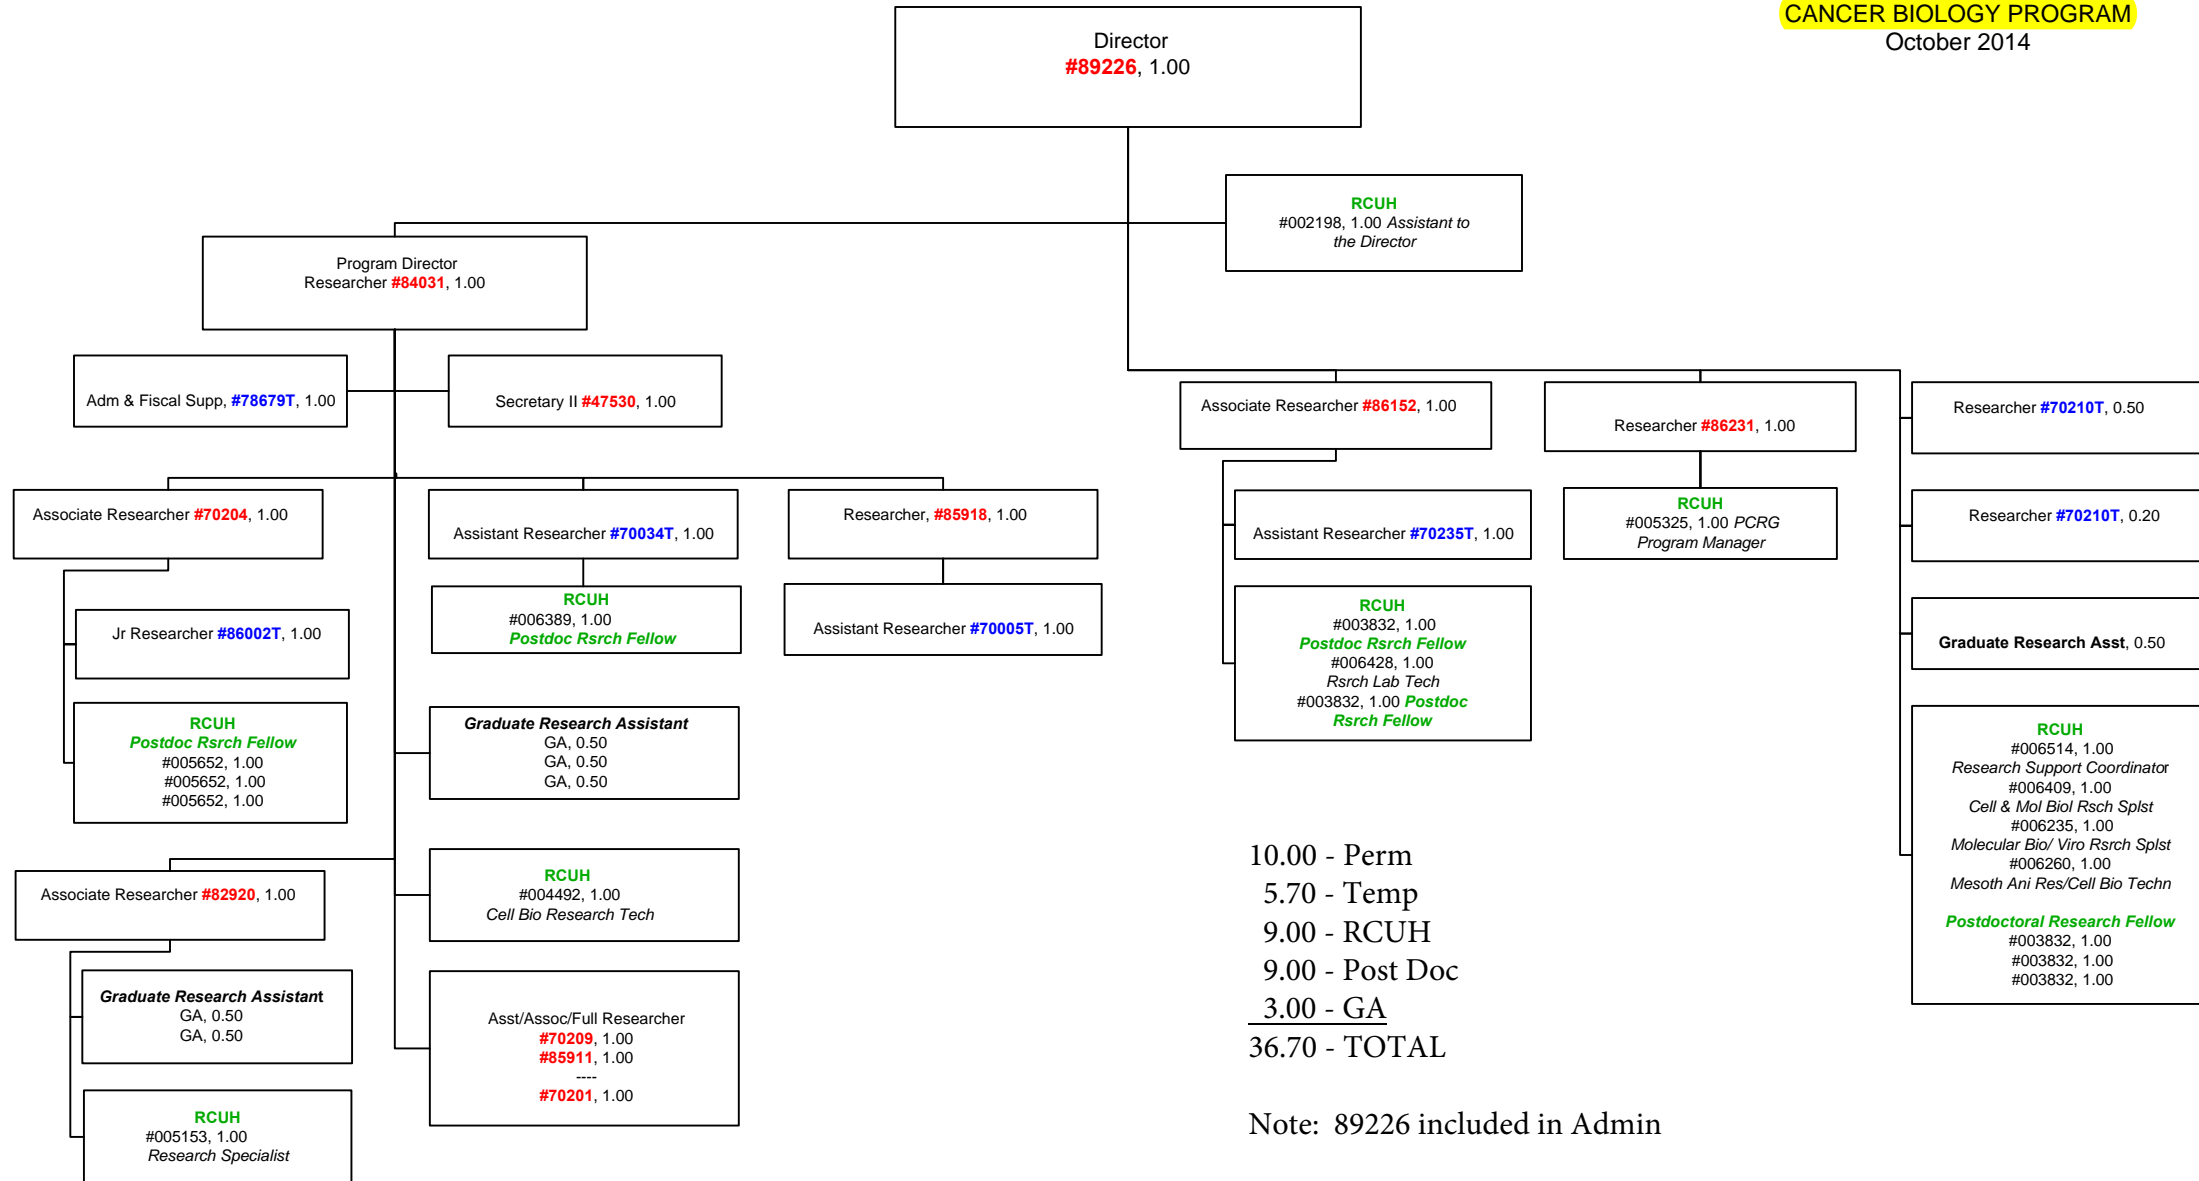 CANCER BIOLOGY PROGRAM
October 2014
Director
#89226, 1.00
RCUH
#002198, 1.00 Assistant to
the Director
Program Director
Researcher #84031, 1.00
Adm & Fiscal Supp, #78679T, 1.00
Secretary II #47530, 1.00
Associate Researcher #70204, 1.00
Jr Researcher #86002T, 1.00
RCUH
Postdoc Rsrch Fellow
#005652, 1.00
#005652, 1.00
#005652, 1.00
Assistant Researcher #70034T, 1.00
RCUH
#006389, 1.00
Postdoc Rsrch Fellow
Researcher, #85918, 1.00
Assistant Researcher #70005T, 1.00
Graduate Research Assistant
GA, 0.50
GA, 0.50
GA, 0.50
RCUH
#004492, 1.00
Cell Bio Research Tech
Asst/Assoc/Full Researcher
#70209, 1.00
#85911, 1.00
----
#70201, 1.00
Associate Researcher #82920, 1.00
Graduate Research Assistant
GA, 0.50
GA, 0.50
RCUH
#005153, 1.00
Research Specialist
Associate Researcher #86152, 1.00
Assistant Researcher #70235T, 1.00
RCUH
#003832, 1.00
Postdoc Rsrch Fellow
#006428, 1.00
Rsrch Lab Tech
#003832, 1.00 Postdoc
Rsrch Fellow
Researcher #86231, 1.00
RCUH
#005325, 1.00 PCRG
Program Manager
Researcher #70210T, 0.50
Researcher #70210T, 0.20
Graduate Research Asst, 0.50
RCUH
#006514, 1.00
Research Support Coordinator
#006409, 1.00
Cell & Mol Biol Rsch Splst
#006235, 1.00
Molecular Bio/ Viro Rsrch Splst
#006260, 1.00
Mesoth Ani Res/Cell Bio Techn
Postdoctoral Research Fellow
#003832, 1.00
#003832, 1.00
#003832, 1.00
10.00 - Perm
5.70 - Temp
9.00 - RCUH
9.00 - Post Doc
3.00 - GA
36.70 - TOTAL
Note: 89226 included in Admin